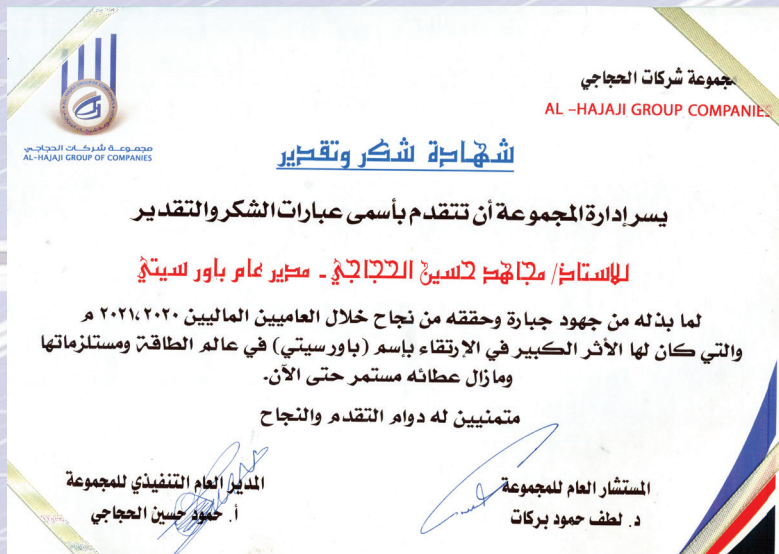 مجموعة شركات الحجاجي
AL -HAJAJI GROUP COMPANIES
مجموعة شركات الحجاجي
AL-HAJAJI GROUP OF COMPANIES
شهادة شكر وتقدير
يسر إدارة المجموعة أن تتقدم بأسمى عبارات الشكر والتقدير
للاستاذ/ مجاهد حسين الحجاجي - مدير عام باور سيتي
لما بذله من جهود جبارة وحققه من نجاح خلال العاميين الماليين ٢٠٢٠،٢٠٢١ م
والتي كان لها الأثر الكبير في الإرتقاء بإسم (باورسيتي) في عالم الطاقة ومستلزماتها
ومازال عطائه مستمر حتى الآن.
متمنيين له دوام التقدم والنجاح
المستشار العام للمجموعة
د. لطف حمود بركات
المدير العام التنفيذي للمجموعة
أ. حمود حسين الحجاجي